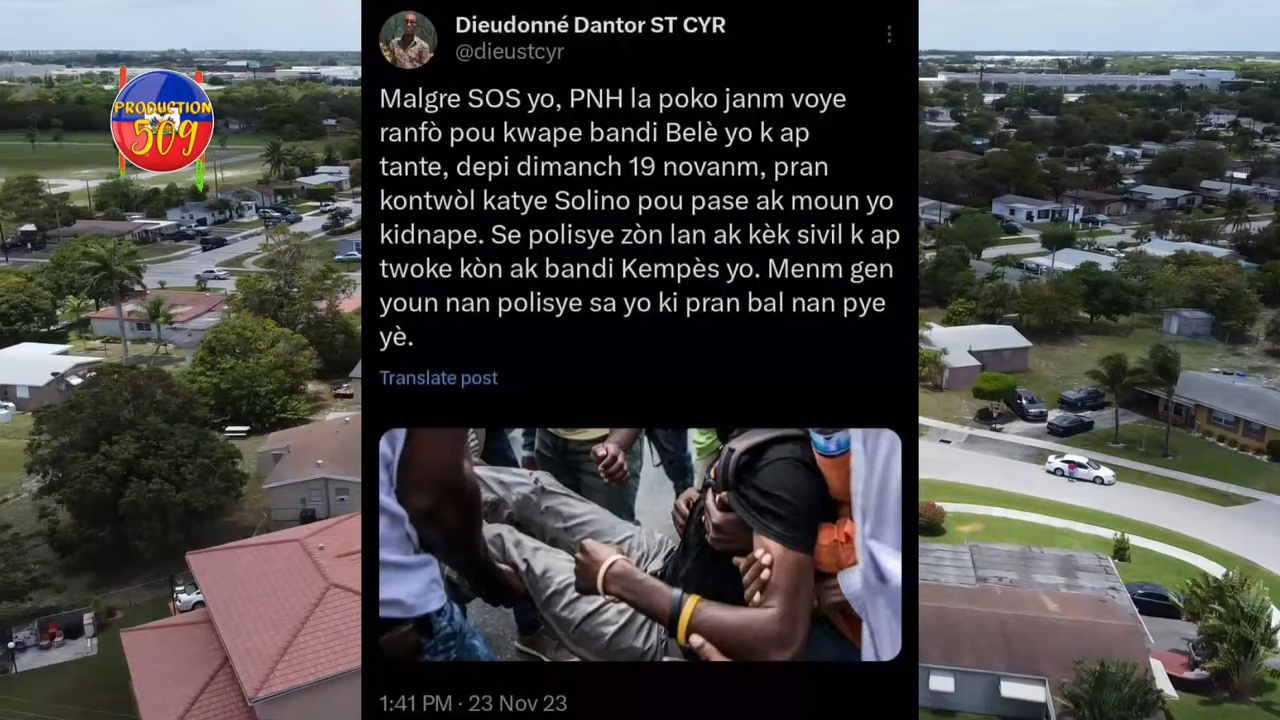 PRODUCTION
509
Dieudonné Dantor ST CYR
@dieustcyr
Malgre SOS yo, PNH la poko janm voye
ranfò pou kwape bandi Belè yo k ap
tante, depi dimanch 19 novanm, pran
kontwòl katye Solino pou pase ak moun yo
kidnape. Se polisye zòn lan ak kèk sivil k ap
twoke kòn ak bandi Kempès yo. Menm gen
youn nan polisye sa yo ki pran bal nan pye
yè.
Translate post
1:41 PM · 23 Nov 23